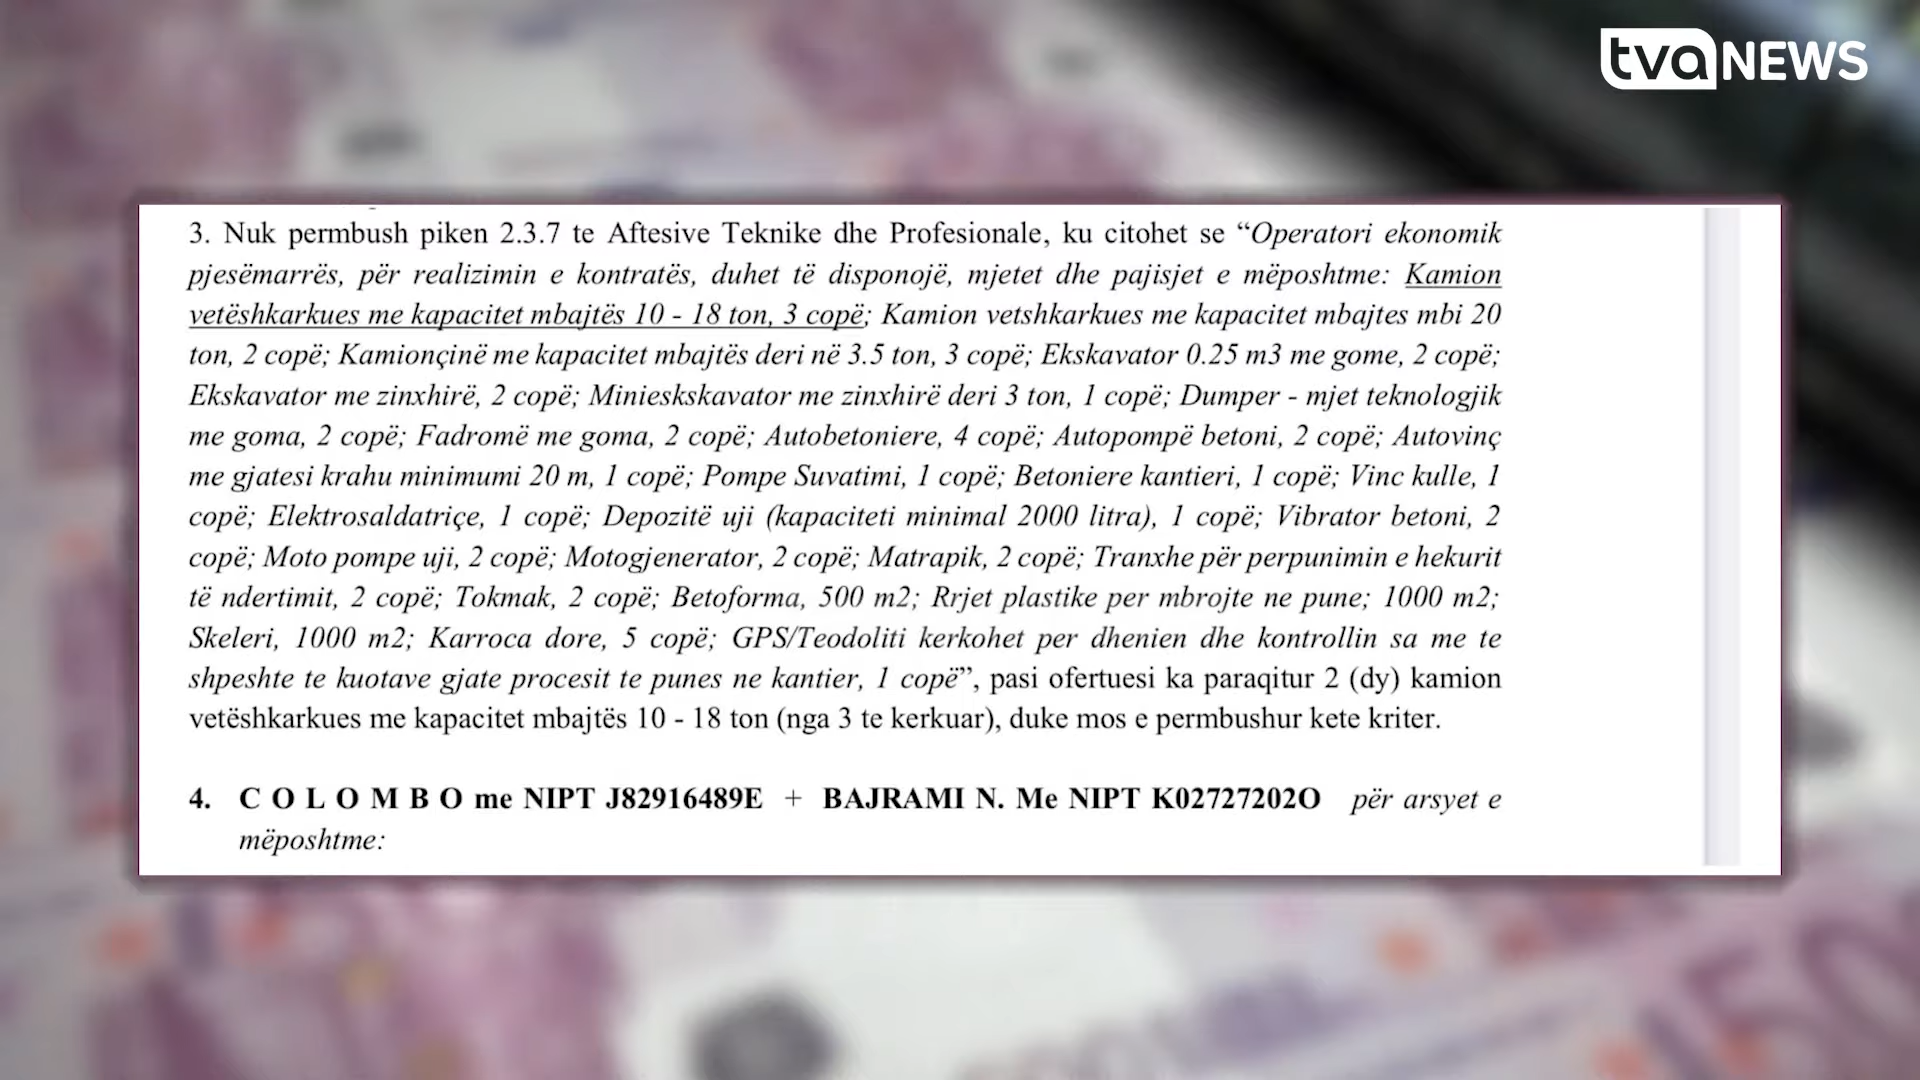 tva NEWS
3. Nuk permbush piken 2.3.7 te Aftesive Teknike dhe Profesionale, ku citohet se “Operatori ekonomik
pjesëmarrës, për realizimin e kontratës, duhet të disponojë, mjetet dhe pajisjet e mëposhtme: Kamion
vetëshkarkues me kapacitet mbajtës 10 - 18 ton, 3 copë; Kamion vetshkarkues me kapacitet mbajtes mbi 20
ton, 2 copë; Kamionçinë me kapacitet mbajtës deri në 3.5 ton, 3 copë; Ekskavator 0.25 m3 me gome, 2 copë;
Ekskavator me zinxhirë, 2 copë; Minieskskavator me zinxhirë deri 3 ton, 1 copë; Dumper - mjet teknologjik
me goma, 2 copë; Fadromë me goma, 2 copë; Autobetoniere, 4 copë; Autopompë betoni, 2 copë; Autovinç
me gjatesi krahu minimumi 20 m, 1 copë; Pompe Suvatimi, 1 copë; Betoniere kantieri, 1 copë; Vinc kulle, 1
copë; Elektrosaldatriçe, 1 copë; Depozitë uji (kapaciteti minimal 2000 litra), 1 copë; Vibrator betoni, 2
copë; Moto pompe uji, 2 copë; Motogjenerator, 2 copë; Matrapik, 2 copë; Tranxhe për perpunimin e hekurit
të ndertimit, 2 copë; Tokmak, 2 copë; Betoforma, 500 m2; Rrjet plastike per mbrojte ne pune; 1000 m2;
Skeleri, 1000 m2; Karroca dore, 5 copë; GPS/Teodoliti kerkohet per dhenien dhe kontrollin sa me te
shpeshte te kuotave gjate procesit te punes ne kantier, 1 copë”, pasi ofertuesi ka paraqitur 2 (dy) kamion
vetëshkarkues me kapacitet mbajtës 10 - 18 ton (nga 3 te kerkuar), duke mos e permbushur kete kriter.
4. C O L O M B O me NIPT J82916489E + BAJRAMI N. Me NIPT K02727202O për arsyet e
mëposhtme: